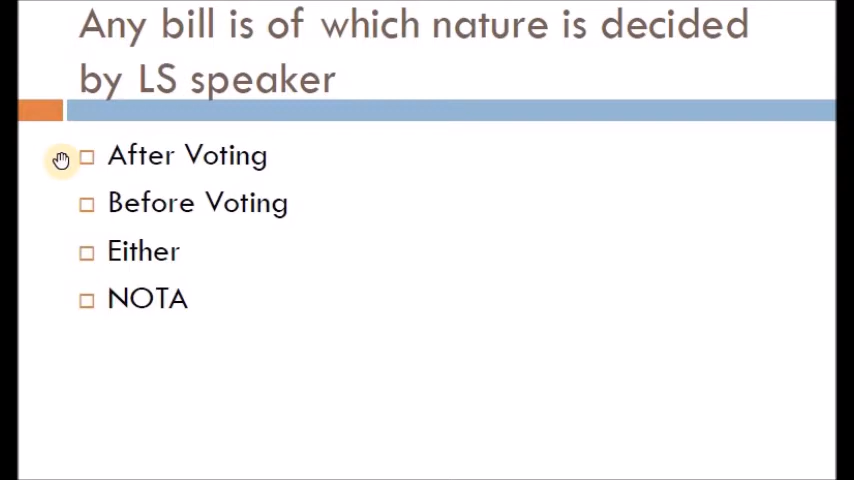 Any bill is of which nature is decided
by LS speaker
After Voting
Before Voting
Either
NOTA